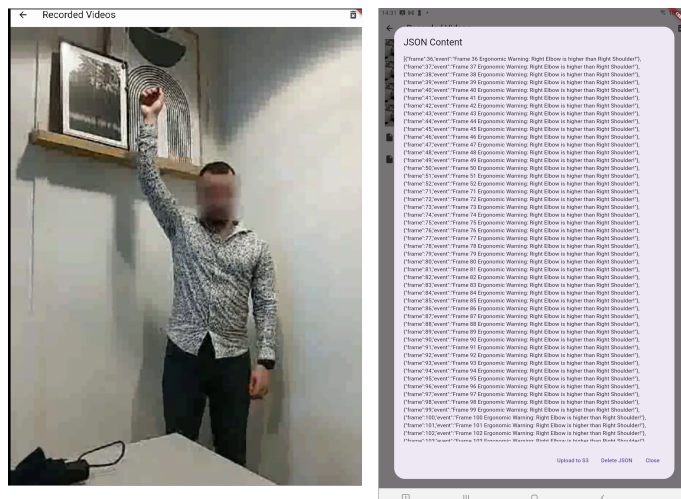 Recorded Videos
14:31
JSON Content
[{"frame":36,"event":"Frame 36 Ergonomic Warning: Right Elbow is higher than Right Shoulder!"},
{"frame":37,"event":"Frame 37 Ergonomic Warning: Right Elbow is higher than Right Shoulder!"},
{"frame":38,"event":"Frame 38 Ergonomic Warning: Right Elbow is higher than Right Shoulder!"},
{"frame":39,"event":"Frame 39 Ergonomic Warning: Right Elbow is higher than Right Shoulder!"},
{"frame":40,"event":"Frame 40 Ergonomic Warning: Right Elbow is higher than Right Shoulder!"},
{"frame":41,"event":"Frame 41 Ergonomic Warning: Right Elbow is higher than Right Shoulder!"},
{"frame":42,"event":"Frame 42 Ergonomic Warning: Right Elbow is higher than Right Shoulder!"},
{"frame":43,"event":"Frame 43 Ergonomic Warning: Right Elbow is higher than Right Shoulder!"},
{"frame":44,"event":"Frame 44 Ergonomic Warning: Right Elbow is higher than Right Shoulder!"},
{"frame":45,"event":"Frame 45 Ergonomic Warning: Right Elbow is higher than Right Shoulder!"},
{"frame":46,"event":"Frame 46 Ergonomic Warning: Right Elbow is higher than Right Shoulder!"},
{"frame":47,"event":"Frame 47 Ergonomic Warning: Right Elbow is higher than Right Shoulder!"},
{"frame":48,"event":"Frame 48 Ergonomic Warning: Right Elbow is higher than Right Shoulder!"},
{"frame":49,"event":"Frame 49 Ergonomic Warning: Right Elbow is higher than Right Shoulder!"},
{"frame":50,"event":"Frame 50 Ergonomic Warning: Right Elbow is higher than Right Shoulder!"},
{"frame":51,"event":"Frame 51 Ergonomic Warning: Right Elbow is higher than Right Shoulder!"},
{"frame":52,"event":"Frame 52 Ergonomic Warning: Right Elbow is higher than Right Shoulder!"},
{"frame":71,"event":"Frame 71 Ergonomic Warning: Right Elbow is higher than Right Shoulder!"},
{"frame":72,"event":"Frame 72 Ergonomic Warning: Right Elbow is higher than Right Shoulder!"},
{"frame":73,"event":"Frame 73 Ergonomic Warning: Right Elbow is higher than Right Shoulder!"},
{"frame":74,"event":"Frame 74 Ergonomic Warning: Right Elbow is higher than Right Shoulder!"},
{"frame":75,"event":"Frame 75 Ergonomic Warning: Right Elbow is higher than Right Shoulder!"},
{"frame":76,"event":"Frame 76 Ergonomic Warning: Right Elbow is higher than Right Shoulder!"},
{"frame":77,"event":"Frame 77 Ergonomic Warning: Right Elbow is higher than Right Shoulder!"},
{"frame":78,"event":"Frame 78 Ergonomic Warning: Right Elbow is higher than Right Shoulder!"},
{"frame":79,"event":"Frame 79 Ergonomic Warning: Right Elbow is higher than Right Shoulder!"},
{"frame":80,"event":"Frame 80 Ergonomic Warning: Right Elbow is higher than Right Shoulder!"},
{"frame":81,"event":"Frame 81 Ergonomic Warning: Right Elbow is higher than Right Shoulder!"},
{"frame":82,"event":"Frame 82 Ergonomic Warning: Right Elbow is higher than Right Shoulder!"},
{"frame":83,"event":"Frame 83 Ergonomic Warning: Right Elbow is higher than Right Shoulder!"},
{"frame":84,"event":"Frame 84 Ergonomic Warning: Right Elbow is higher than Right Shoulder!"},
{"frame":85,"event":"Frame 85 Ergonomic Warning: Right Elbow is higher than Right Shoulder!"},
{"frame":86,"event":"Frame 86 Ergonomic Warning: Right Elbow is higher than Right Shoulder!"},
{"frame":87,"event":"Frame 87 Ergonomic Warning: Right Elbow is higher than Right Shoulder!"},
{"frame":88,"event":"Frame 88 Ergonomic Warning: Right Elbow is higher than Right Shoulder!"},
{"frame":89,"event":"Frame 89 Ergonomic Warning: Right Elbow is higher than Right Shoulder!"},
{"frame":90,"event":"Frame 90 Ergonomic Warning: Right Elbow is higher than Right Shoulder!"},
{"frame":91,"event":"Frame 91 Ergonomic Warning: Right Elbow is higher than Right Shoulder!"},
{"frame":92,"event":"Frame 92 Ergonomic Warning: Right Elbow is higher than Right Shoulder!"},
{"frame":93,"event":"Frame 93 Ergonomic Warning: Right Elbow is higher than Right Shoulder!"},
{"frame":94,"event":"Frame 94 Ergonomic Warning: Right Elbow is higher than Right Shoulder!"},
{"frame":95,"event":"Frame 95 Ergonomic Warning: Right Elbow is higher than Right Shoulder!"},
{"frame":96,"event":"Frame 96 Ergonomic Warning: Right Elbow is higher than Right Shoulder!"},
{"frame":97,"event":"Frame 97 Ergonomic Warning: Right Elbow is higher than Right Shoulder!"},
{"frame":98,"event":"Frame 98 Ergonomic Warning: Right Elbow is higher than Right Shoulder!"},
{"frame":99,"event":"Frame 99 Ergonomic Warning: Right Elbow is higher than Right Shoulder!"},
{"frame":100,"event":"Frame 100 Ergonomic Warning: Right Elbow is higher than Right Shoulder!"},
{"frame":101,"event":"Frame 101 Ergonomic Warning: Right Elbow is higher than Right Shoulder!"},
{"frame":102,"event":"Frame 102 Ergonomic Warning: Right Elbow is higher than Right Shoulder!"},
{"frame":103,"event":"Frame 103 Ergonomic Warning: Right Elbow is higher than Right Shoulder!"},
Upload to S3 Delete JSON Close